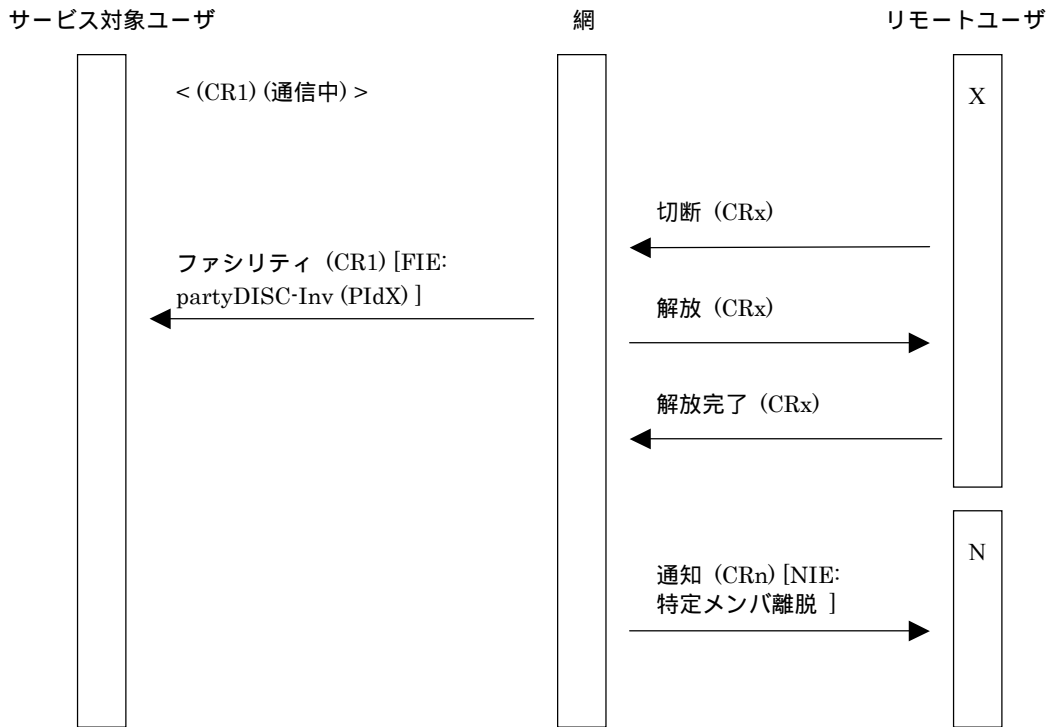 サービス対象ユーザ 網 リモートユーザ
< (CR1) (通信中) >
X
切断 (CRx)
ファシリティ (CR1) [FIE:
partyDISC-Inv (PIdX) ]
解放 (CRx)
解放完了 (CRx)
N
通知 (CRn) [NIE:
特定メンバ離脱 ]